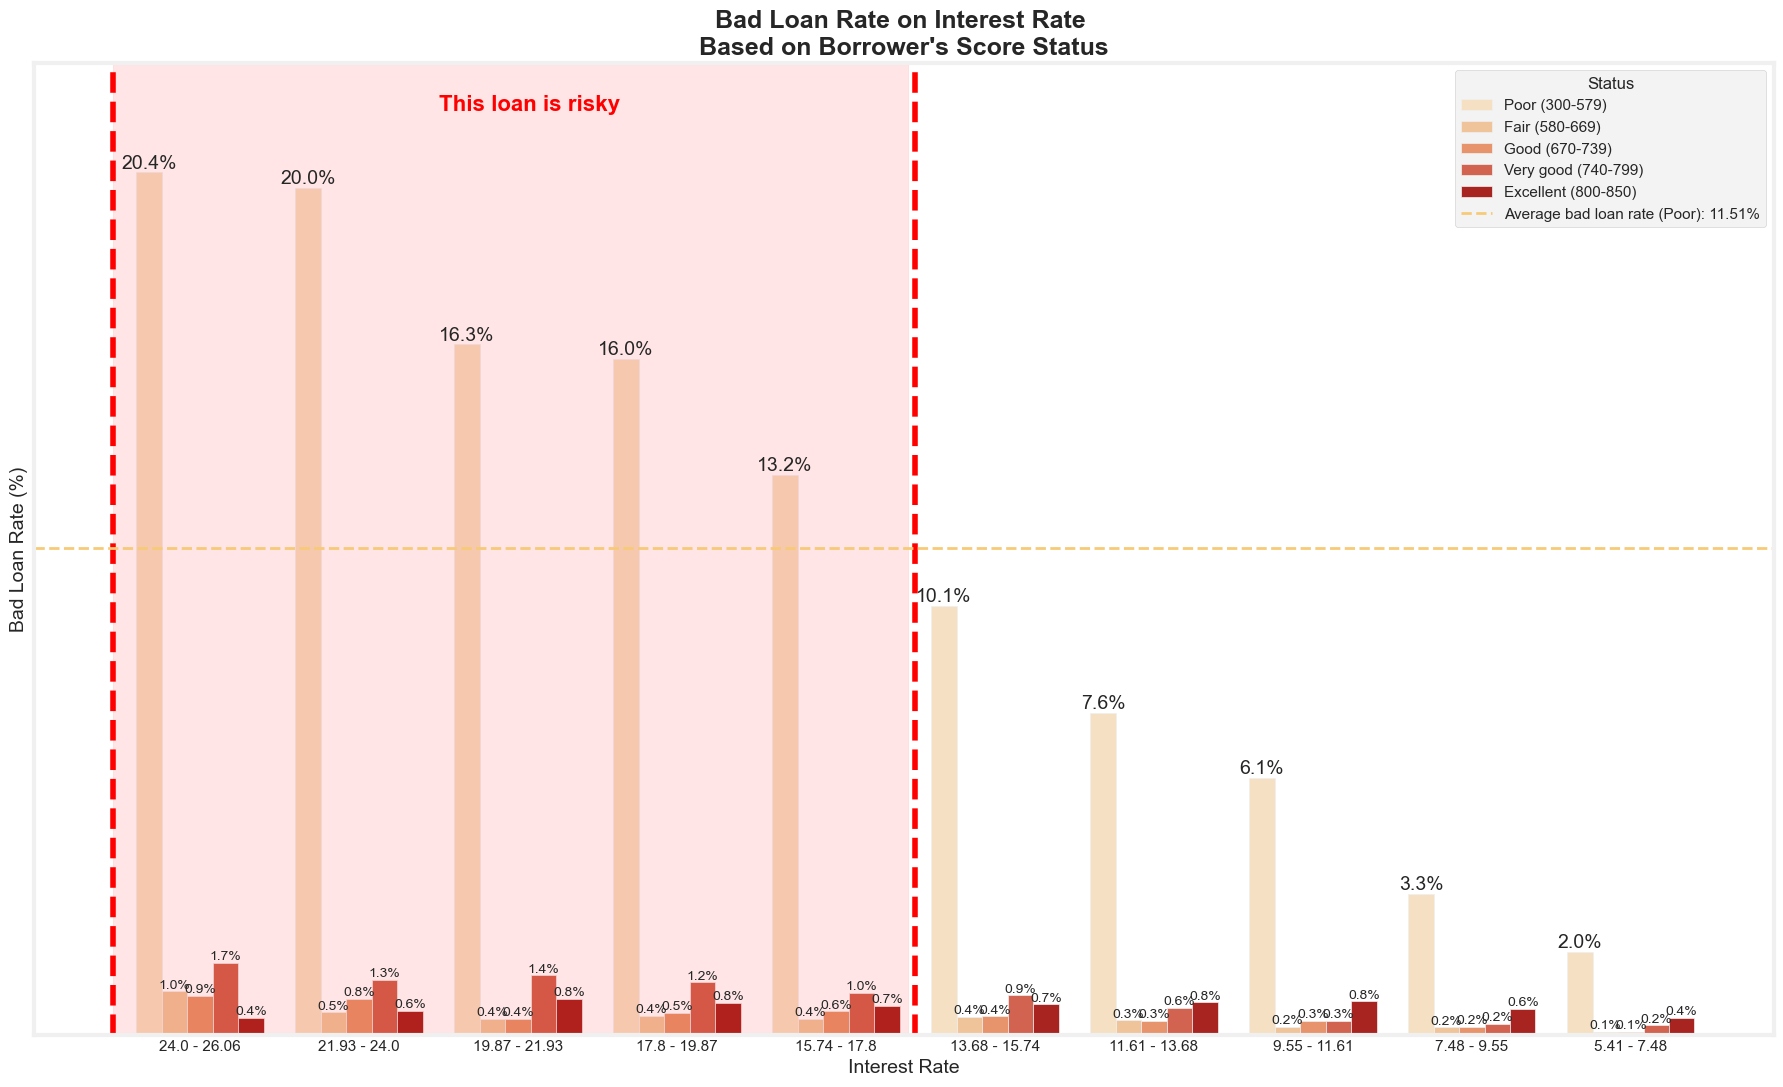 Bad Loan Rate on Interest Rate
Based on Borrower's Score Status
This loan is risky
Status
Poor (300-579)
Fair (580-669)
Good (670-739)
Very good (740-799)
Excellent (800-850)
Average bad loan rate (Poor): 11.51%
Bad Loan Rate (%)
20.4%
1.0%
0.9%
1.7%
0.4%
20.0%
0.5%
0.8%
1.3%
0.6%
16.3%
0.4%
0.4%
1.4%
0.8%
16.0%
0.4%
0.5%
1.2%
0.8%
13.2%
0.4%
0.6%
1.0%
0.7%
10.1%
0.4%
0.4%
0.9%
0.7%
7.6%
0.3%
0.3%
0.6%
0.8%
6.1%
0.2%
0.3%
0.3%
0.8%
3.3%
0.2%
0.2%
0.2%
0.6%
2.0%
0.1%
0.1%
0.2%
0.4%
24.0 - 26.06
21.93 - 24.0
19.87 - 21.93
17.8 - 19.87
15.74 - 17.8
13.68 - 15.74
11.61 - 13.68
9.55 - 11.61
7.48 - 9.55
5.41 - 7.48
Interest Rate